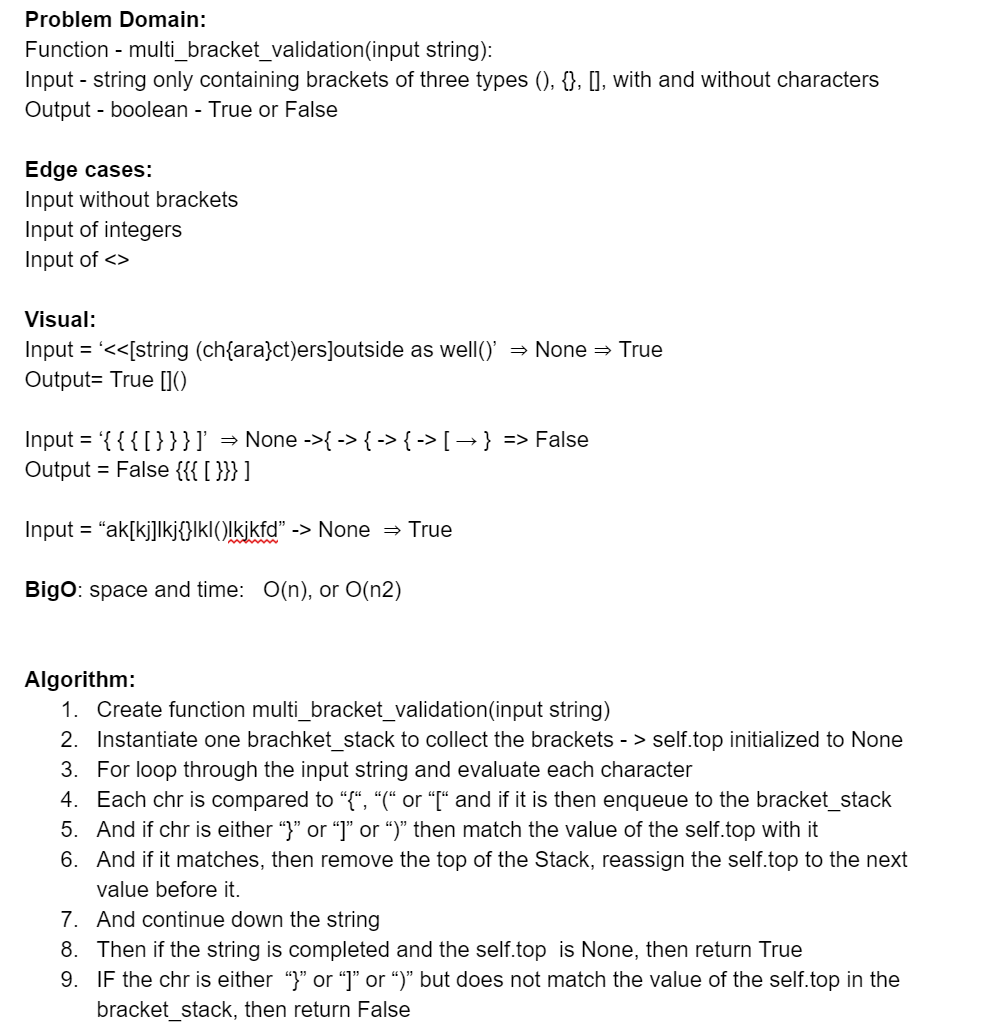 Problem Domain:
Function - multi_bracket_validation(input string):
Input - string only containing brackets of three types (), {}, [], with and without characters
Output - boolean - True or False
Edge cases:
Input without brackets
Input of integers
Input of <>
Visual:
Input = ‘<<[string (ch{ara}ct)ers]outside as well()’ ⇒ None ⇒ True
Output= True []()
Input = ‘{ { { [ } } } ]’ ⇒ None ->{ -> { -> { -> [ → } => False
Output = False {{{ [ }}} ]
Input = “ak[kj]lkj{}lkl()lkjkfd” -> None ⇒ True
BigO: space and time: O(n), or O(n2)
Algorithm:
1. Create function multi_bracket_validation(input string)
2. Instantiate one brachket_stack to collect the brackets - > self.top initialized to None
3. For loop through the input string and evaluate each character
4. Each chr is compared to “{“, “(“ or “[“ and if it is then enqueue to the bracket_stack
5. And if chr is either “}” or “]” or “)” then match the value of the self.top with it
6. And if it matches, then remove the top of the Stack, reassign the self.top to the next
value before it.
7. And continue down the string
8. Then if the string is completed and the self.top is None, then return True
9. IF the chr is either “}” or “]” or “)” but does not match the value of the self.top in the
bracket_stack, then return False